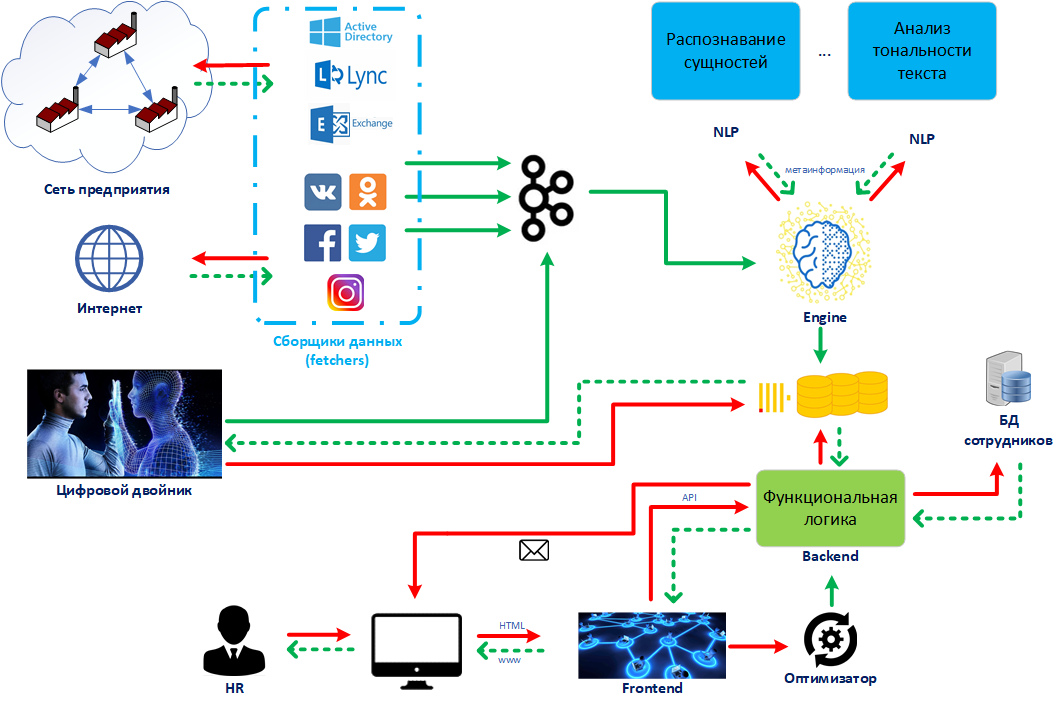 Active
Directory
Lync
Exchange
Распознавание
сущностей
...
Анализ
тональности
текста
NLP
NLP
метаинформация
Сеть предприятия
Интернет
Engine
Сборщики данных
(fetchers)
БД
сотрудников
Цифровой двойник
API
Функциональная
логика
Backend
HTML
www
HR
Frontend
Оптимизатор